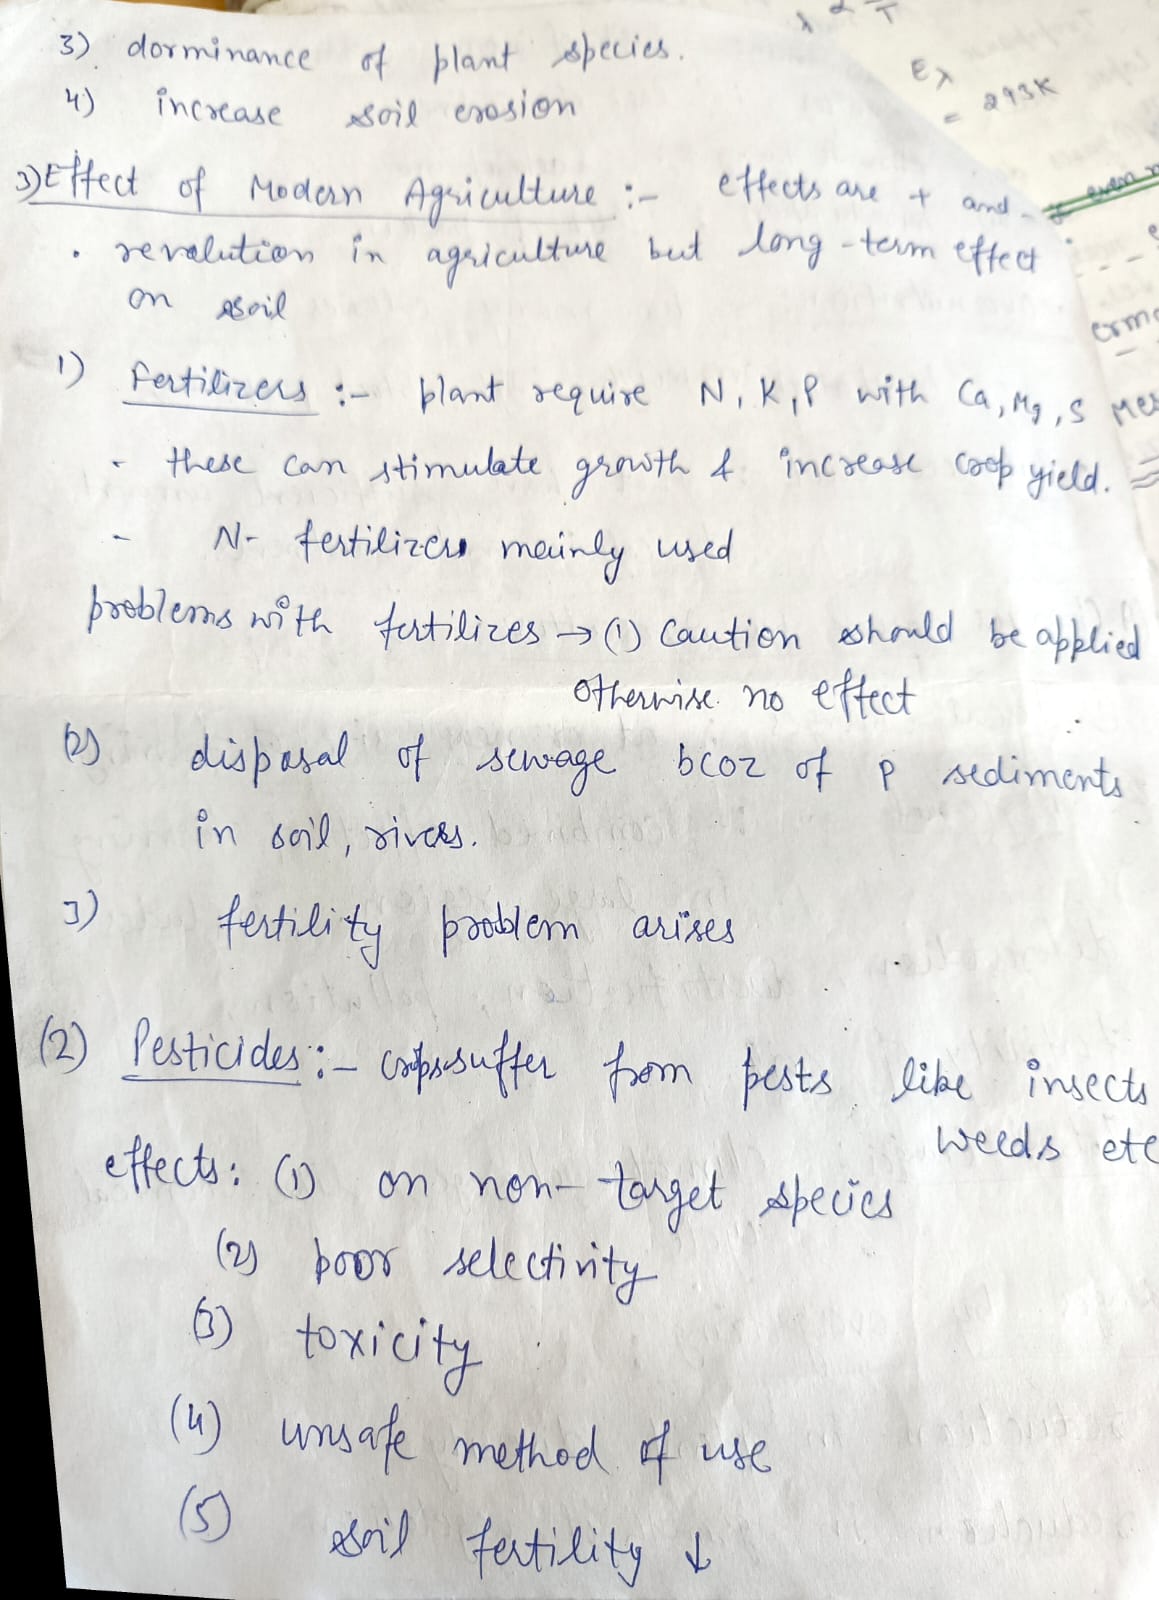 3) dorminance of plant species.
4) increase soil erosion
3) Effect of Modern Agriculture :- effects are + and -
• revolution in agriculture but long-term effect
on soil
1) Fertilizers :- plant require N, K, P with Ca, Mg, S
- these can stimulate growth & increase crop yield.
- N- fertilizers mainly used
problems with fertilizes → (1) Caution should be applied
otherwise no effect
(2) disposal of sewage bcoz of P sediments
in soil, rivers.
3) fertility problem arises
(2) Pesticides :- crops suffer from pests like insects
weeds etc
effects: (1) on non-target species
(2) poor selectivity
(3) toxicity
(4) unsafe method of use
(5) soil fertility ↓
λ ∝ 1/T
Ex
= 293K